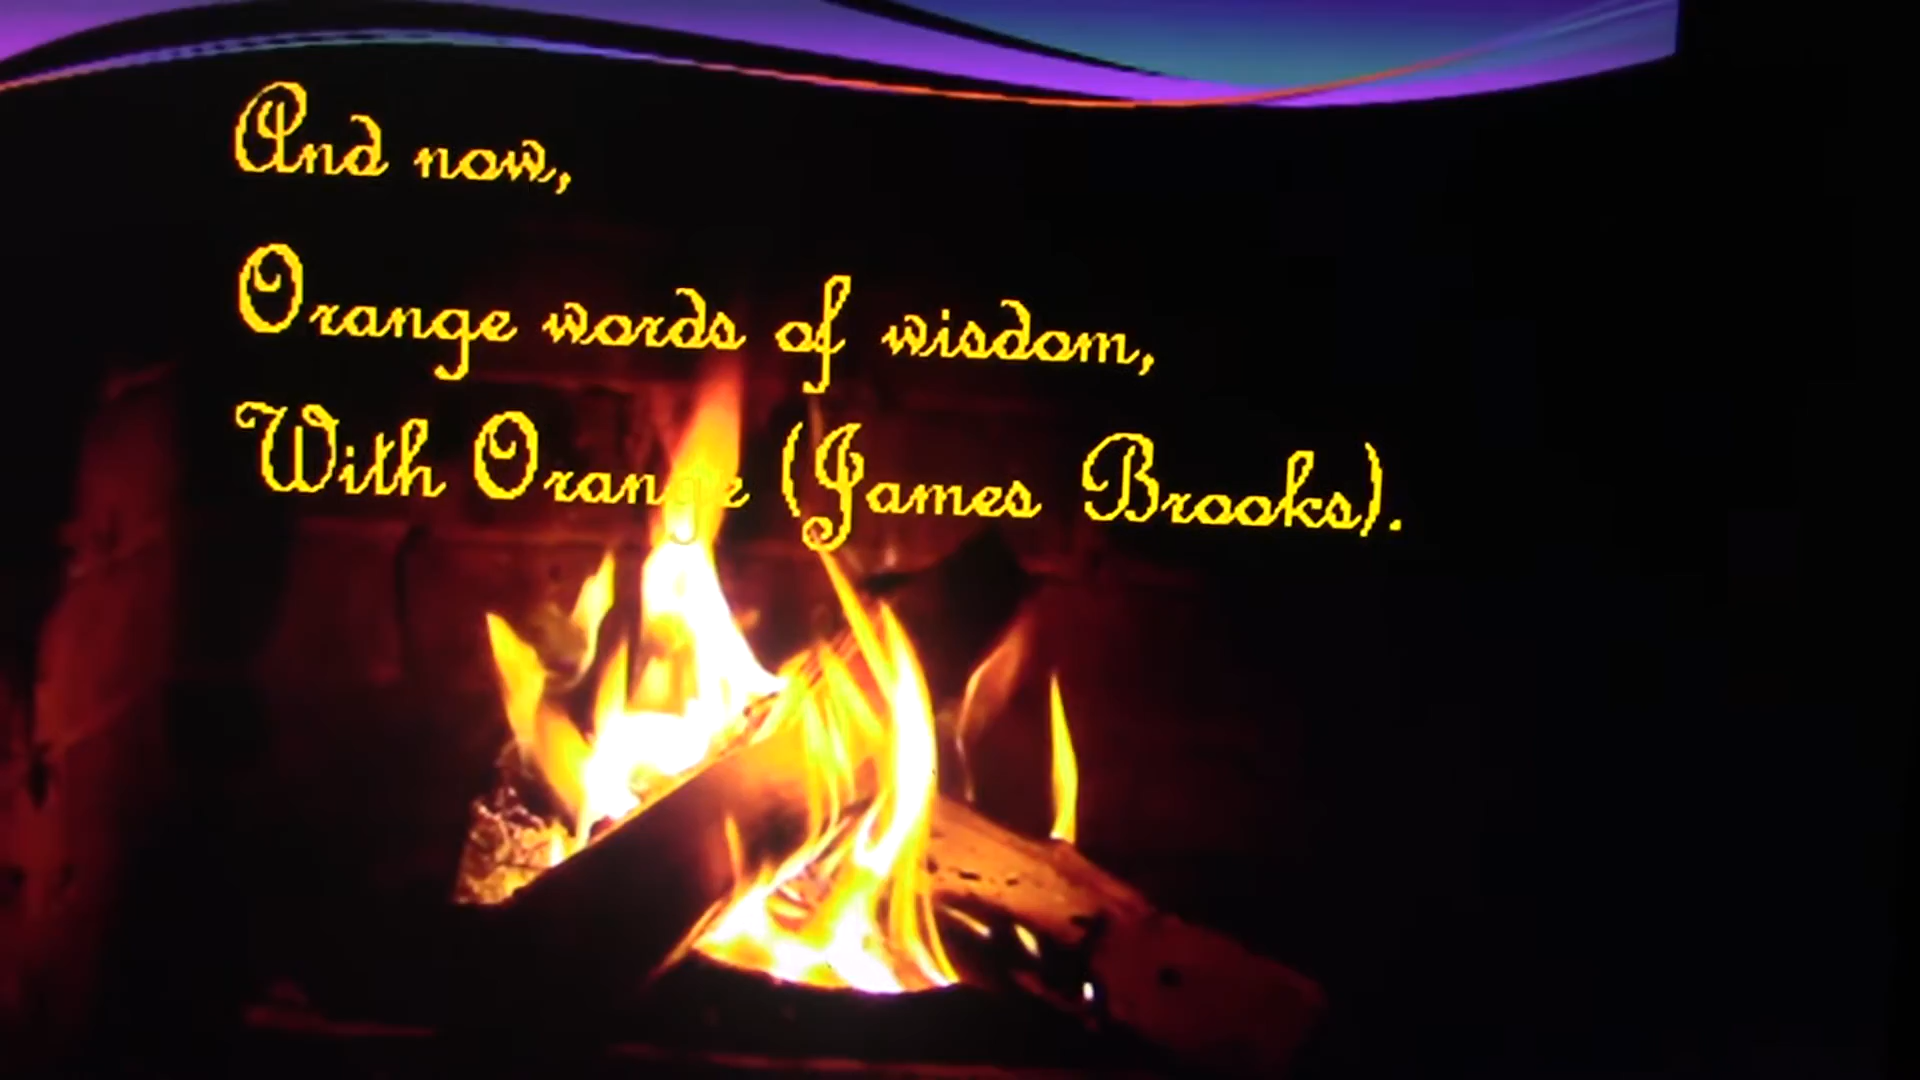 And now,
Orange words of wisdom,
With Orange (James Brooks).